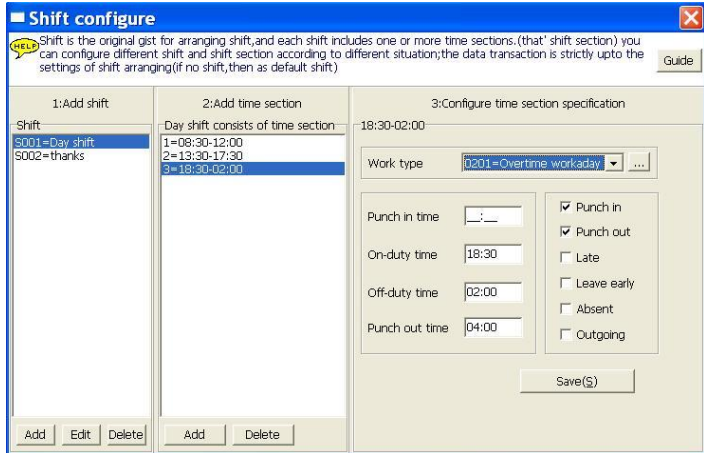 Shift configure
HELP
Shift is the original gist for arranging shift,and each shift includes one or more time sections.(that' shift section) you
can configure different shift and shift section according to different situation;the data transaction is strictly upto the
settings of shift arranging(if no shift,then as default shift)
Guide
1:Add shift
Shift
S001=Day shift
S002=thanks
Add Edit Delete
2:Add time section
Day shift consists of time section
1=08:30-12:00
2=13:30-17:30
3=18:30-02:00
Add Delete
3:Configure time section specification
18:30-02:00
Work type 0201=Overtime workaday ...
Punch in time __:__
On-duty time 18:30
Off-duty time 02:00
Punch out time 04:00
Punch in
Punch out
Late
Leave early
Absent
Outgoing
Save(S)